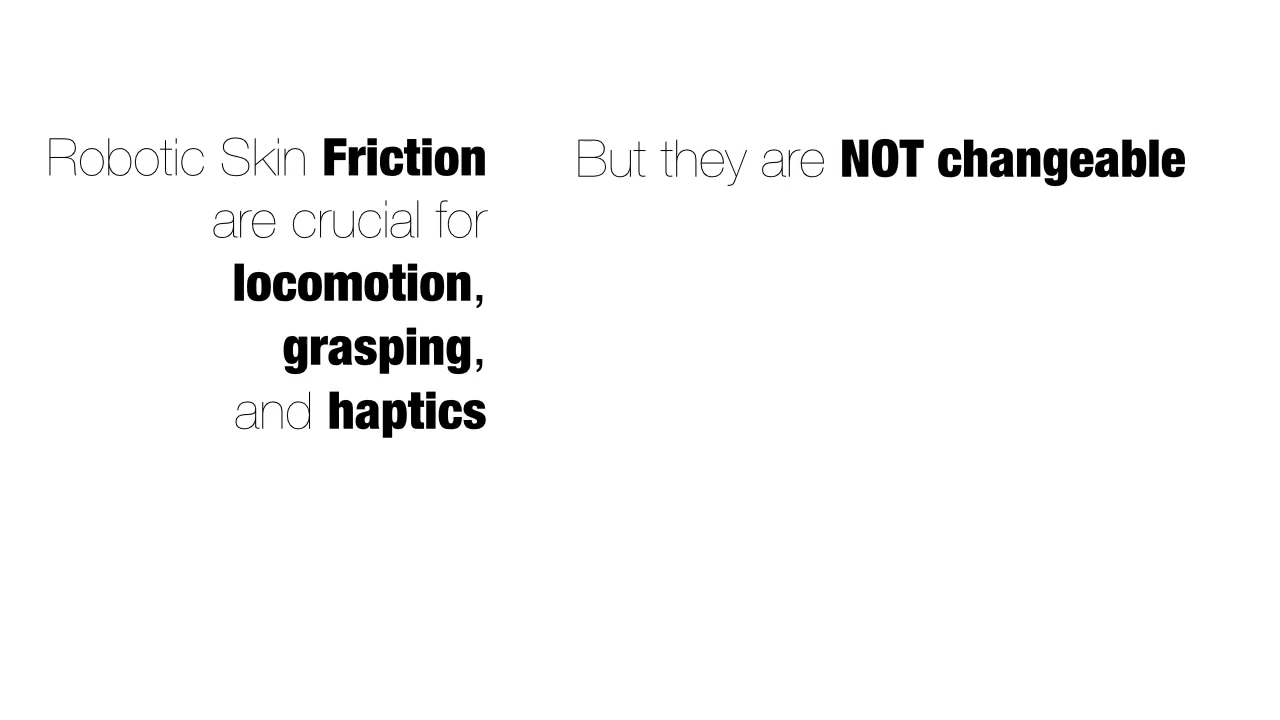 Robotic Skin Friction
are crucial for
locomotion,
grasping,
and haptics
But they are NOT changeable